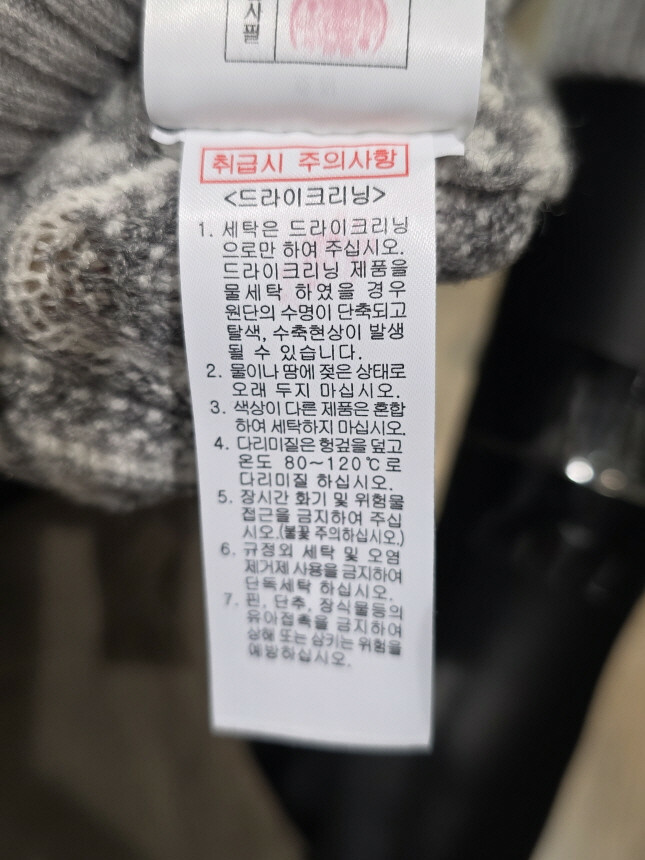 사
필
취급시 주의사항
<드라이크리닝>
1. 세탁은 드라이크리닝
으로만 하여 주십시오.
드라이크리닝 제품을
물세탁 하였을 경우
원단의 수명이 단축되고
탈색, 수축현상이 발생
될 수 있습니다.
2. 물이나 땀에 젖은 상태로
오래 두지 마십시오.
3. 색상이 다른 제품은 혼합
하여 세탁하지 마십시오.
4. 다리미질은 헝겊을 덮고
온도 80~120℃로
다리미질 하십시오.
5. 장시간 화기 및 위험물
접근을 금지하여 주십
시오.(불꽃 주의하십시오.)
6. 규정외 세탁 및 오염
제거제 사용을 금지하여
단독세탁 하십시오.
7. 핀, 단추, 장식물등의
유아접촉을 금지하여
상해 또는 삼키는 위험을
예방하십시오.